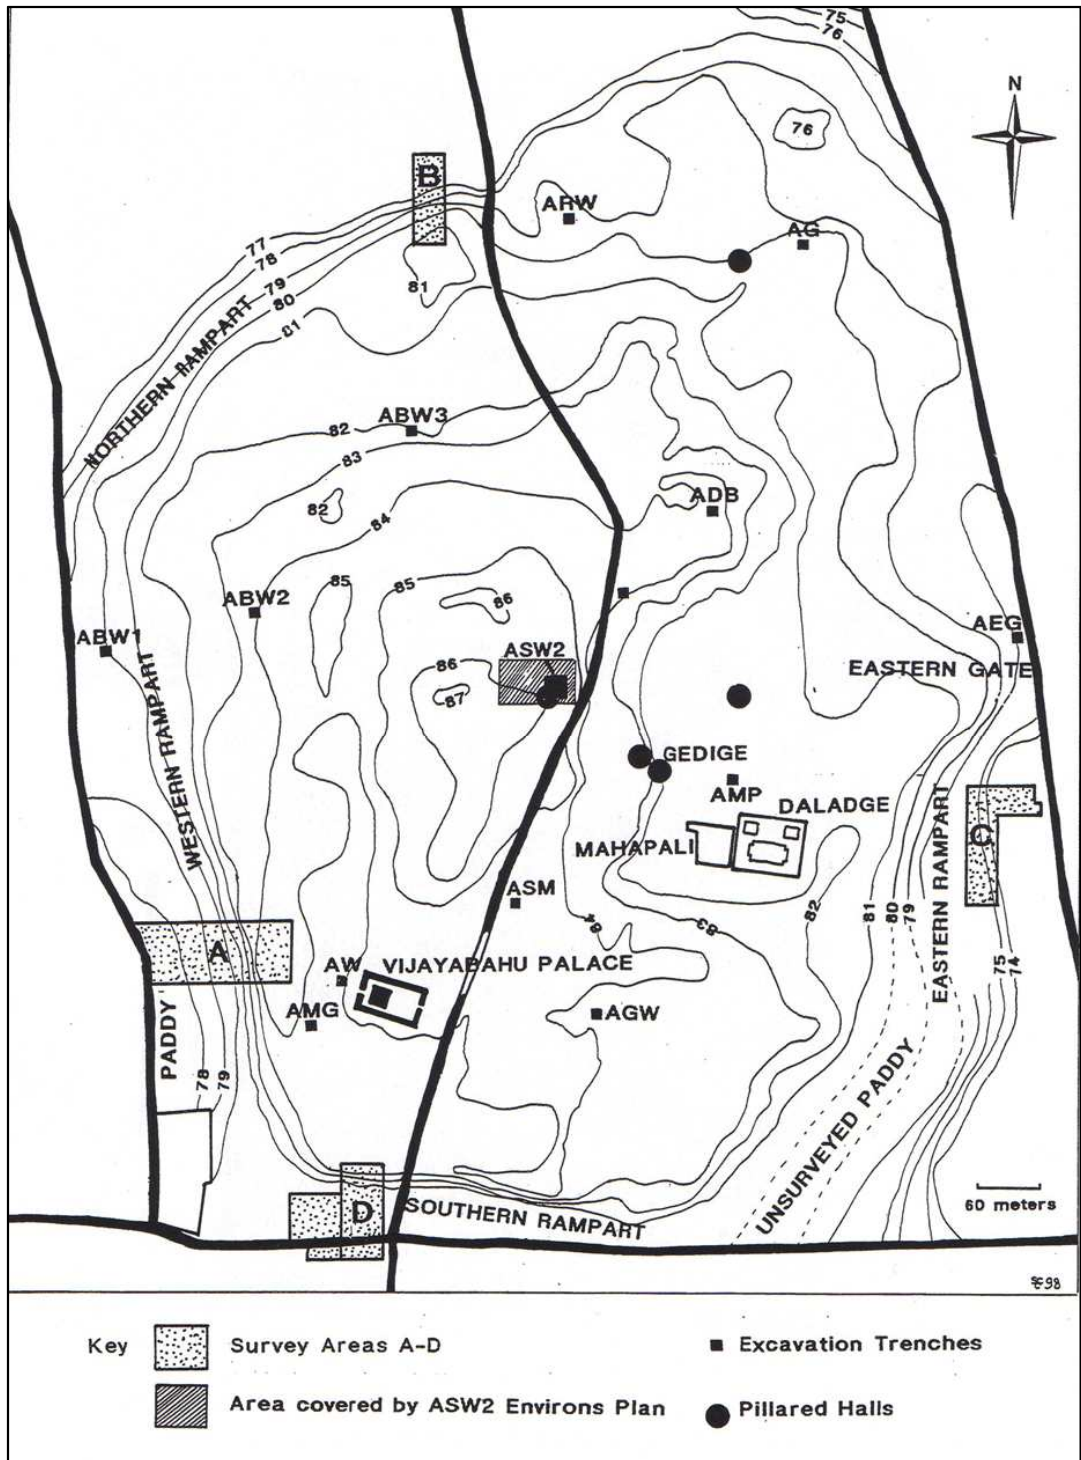 75
76
N
76
B
ARW
AG
77
78
79
80
81
81
NORTHERN RAMPART
ABW3
82
83
82
84
ADB
85
85
86
ABW2
ABW1
ASW2
AEG
86
87
EASTERN GATE
WESTERN RAMPART
GEDIGE
AMP
DALADGE
MAHAPALI
EASTERN RAMPART
C
ASM
82
81
80
79
83
84
A
AW
VIJAYABAHU PALACE
75
74
AMG
AGW
PADDY
78
79
UNSURVEYED PADDY
D
SOUTHERN RAMPART
60 meters
98
Key
Survey Areas A-D
Excavation Trenches
Area covered by ASW2 Environs Plan
Pillared Halls